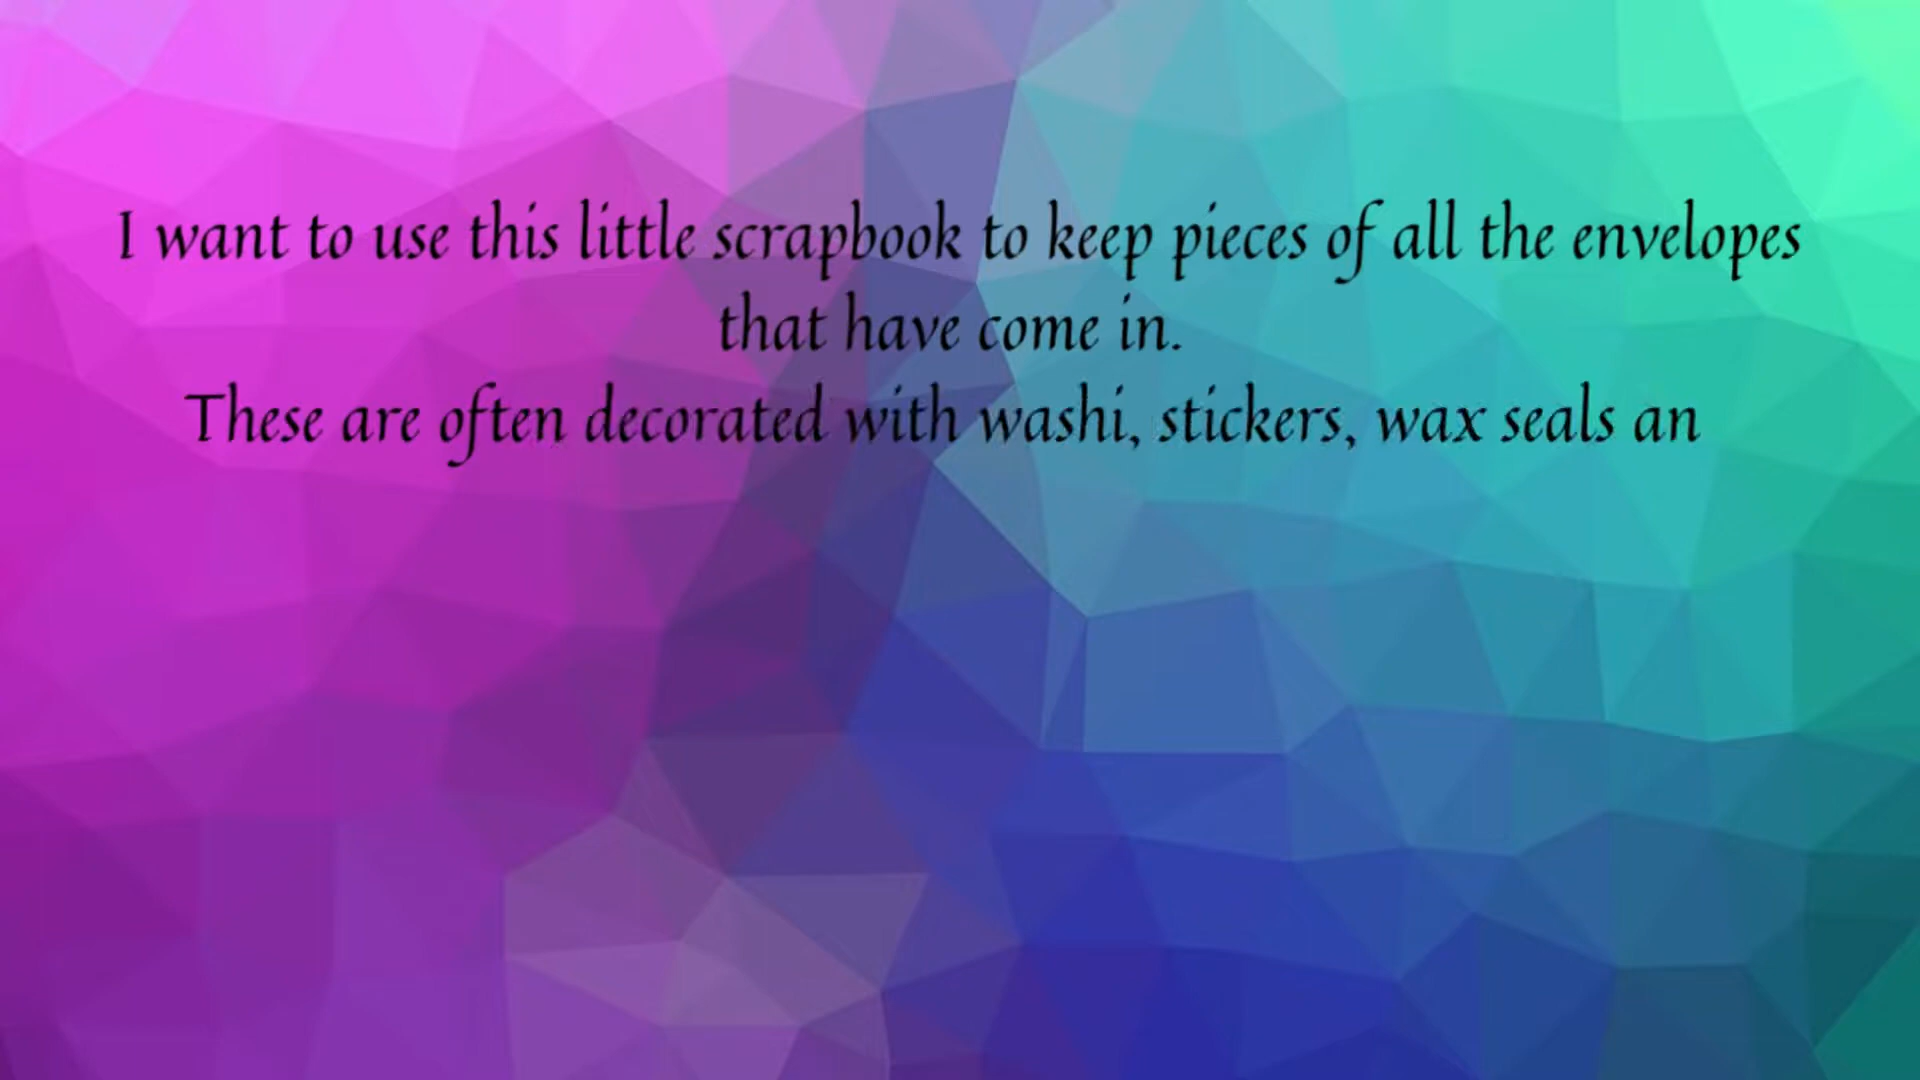 I want to use this little scrapbook to keep pieces of all the envelopes
that have come in.
These are often decorated with washi, stickers, wax seals an